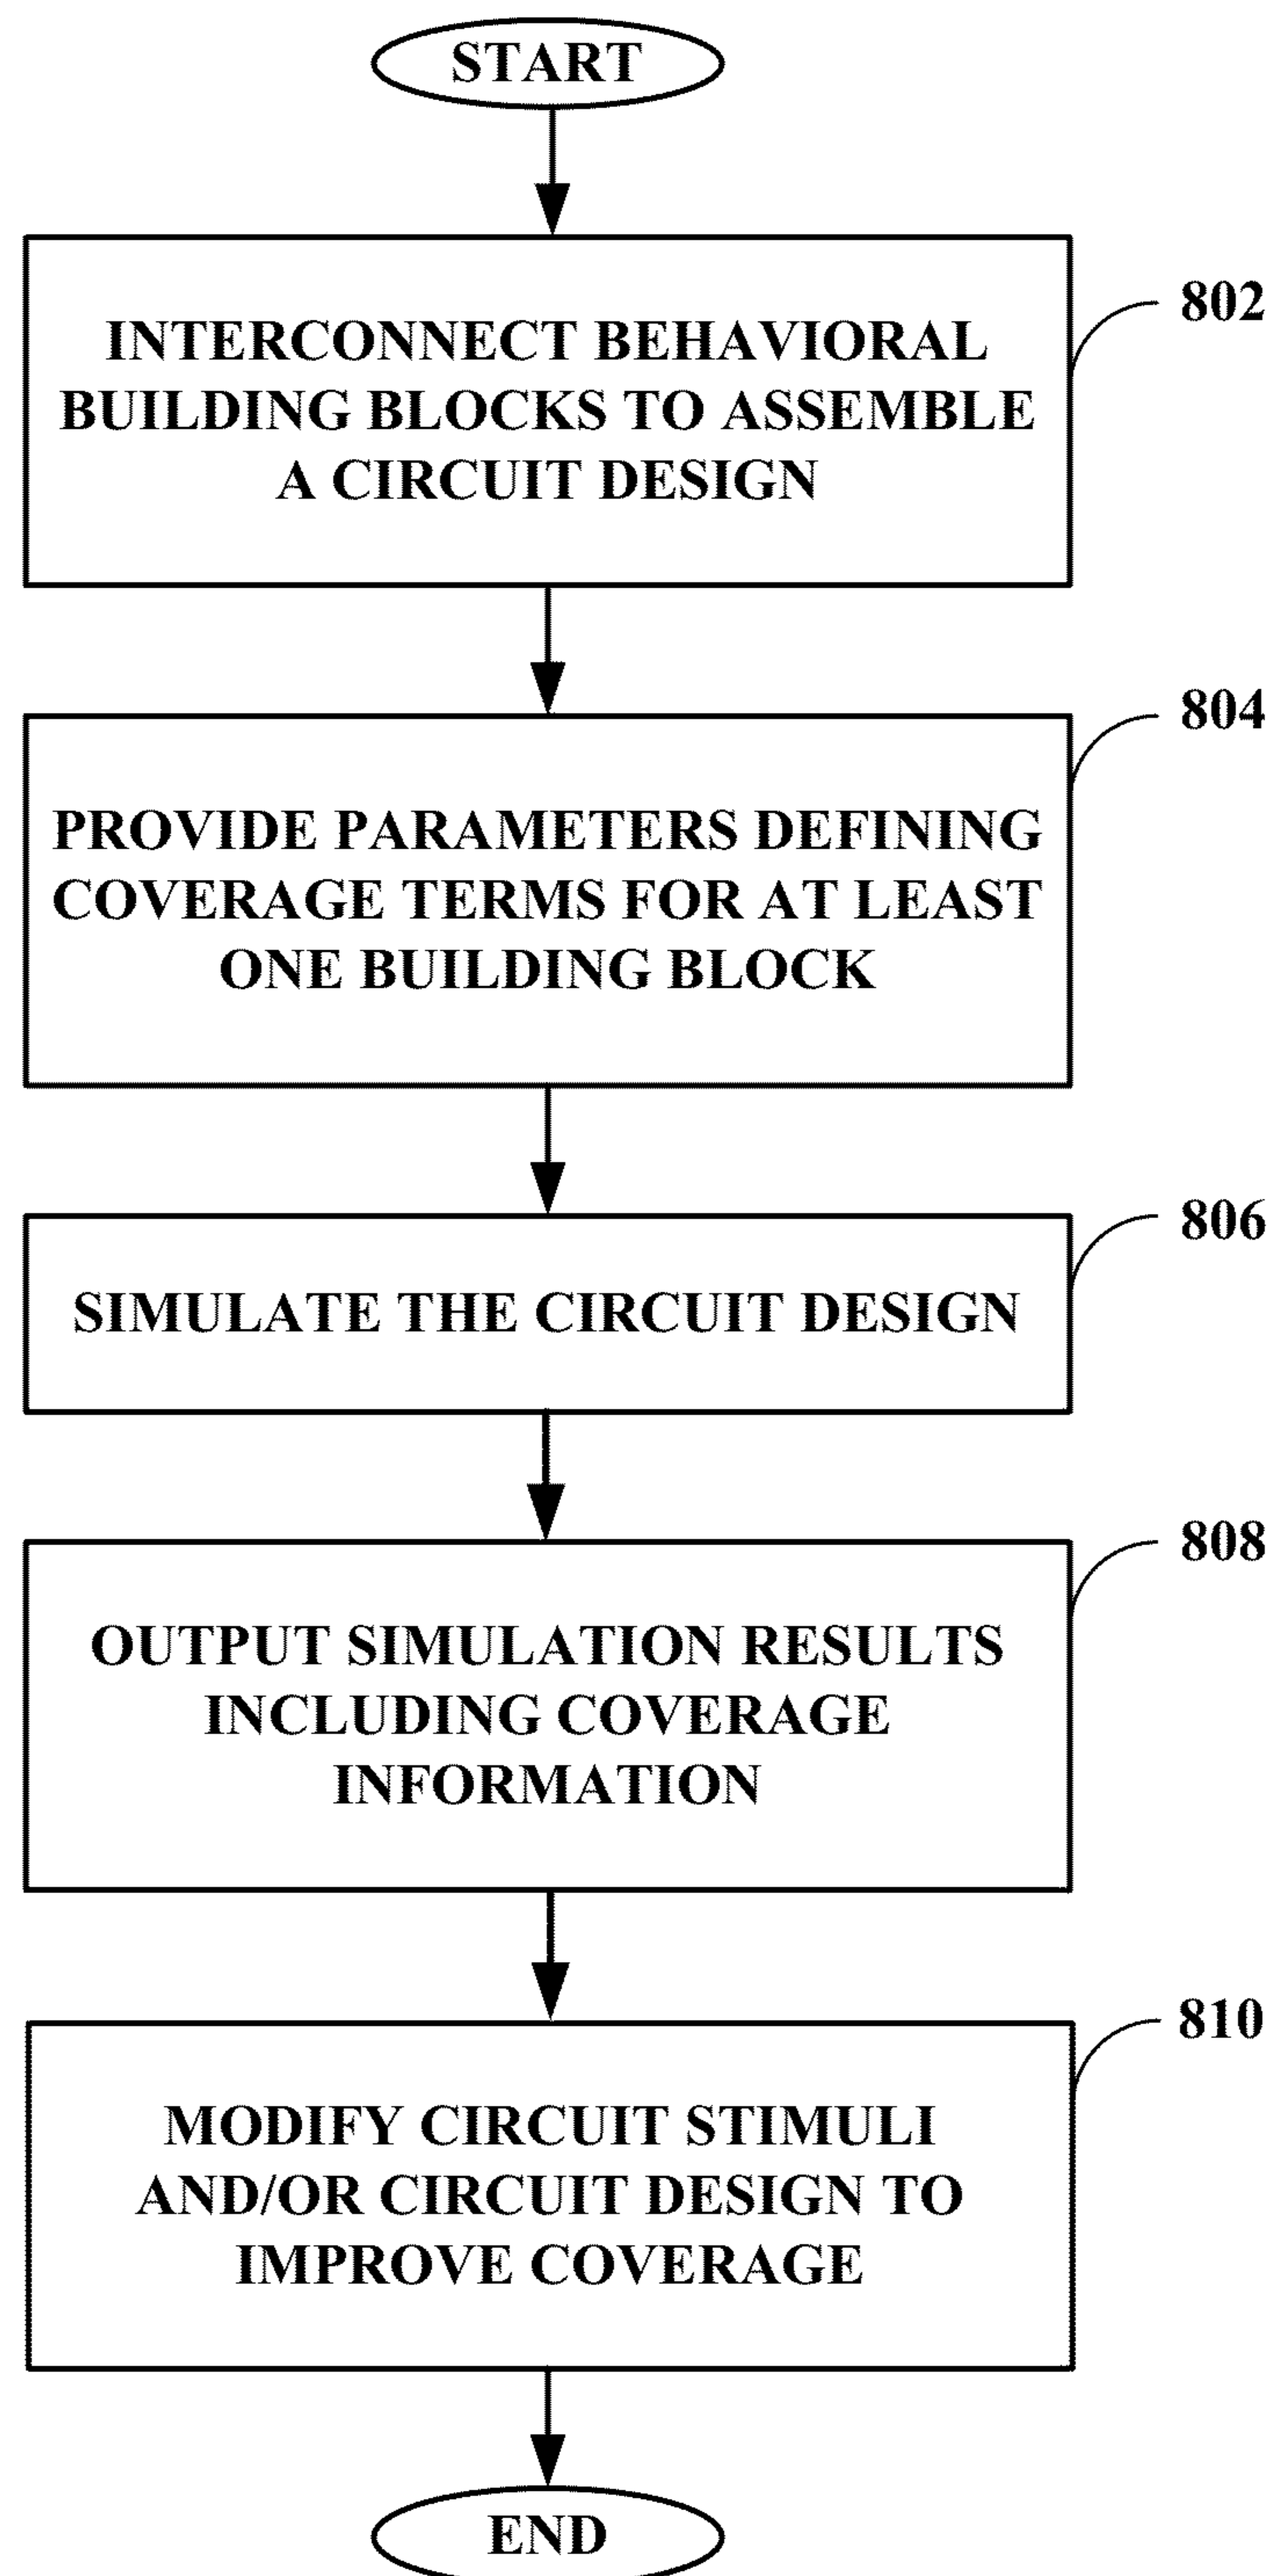 START
802
INTERCONNECT BEHAVIORAL
BUILDING BLOCKS TO ASSEMBLE
A CIRCUIT DESIGN
804
PROVIDE PARAMETERS DEFINING
COVERAGE TERMS FOR AT LEAST
ONE BUILDING BLOCK
806
SIMULATE THE CIRCUIT DESIGN
808
OUTPUT SIMULATION RESULTS
INCLUDING COVERAGE
INFORMATION
810
MODIFY CIRCUIT STIMULI
AND/OR CIRCUIT DESIGN TO
IMPROVE COVERAGE
END